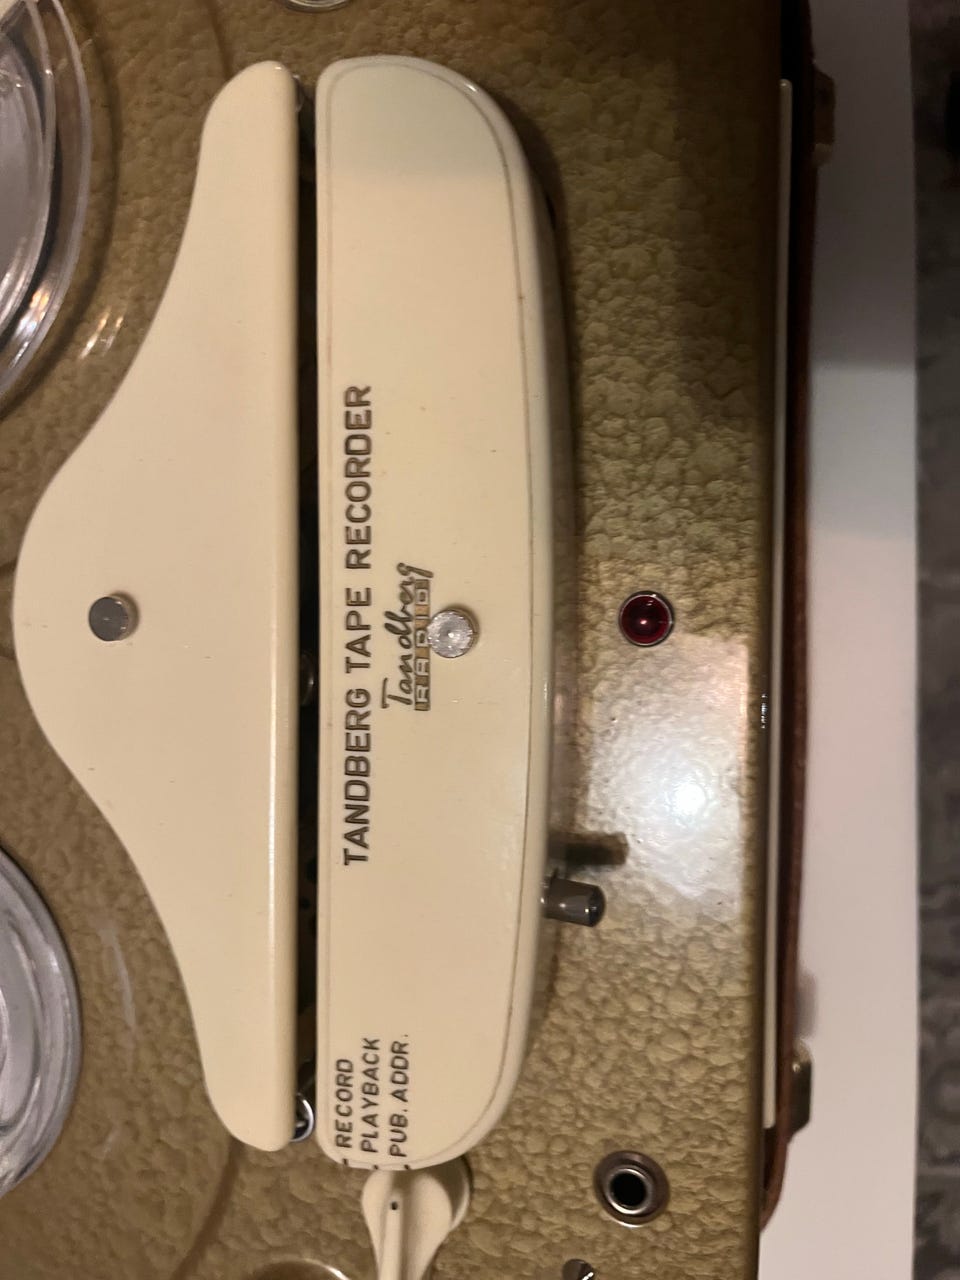 TANDBERG TAPE RECORDER
Tandberg
RADIO
RECORD
PLAYBACK
PUB. ADDR.